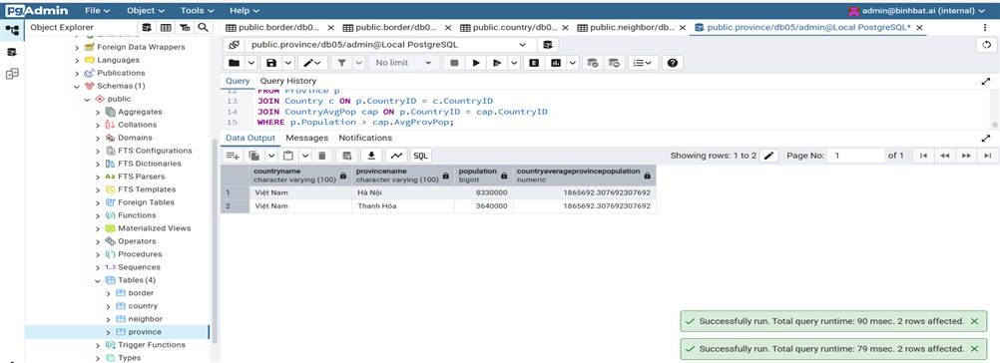 pgAdmin File Object Tools Help admin@binhbat.ai (internal)
Object Explorer
public.border/db0... public.border/db0... public.country/db0... public.neighbor/db... public.province/db05/admin@Local PostgreSQL*
public.province/db05/admin@Local PostgreSQL
No limit
Query Query History
12 FROM Province p
13 JOIN Country c ON p.CountryID = c.CountryID
14 JOIN CountryAvgPop cap ON p.CountryID = cap.CountryID
15 WHERE p.Population > cap.AvgProvPop;
Data Output Messages Notifications
SQL Showing rows: 1 to 2 Page No: 1 of 1
countryname provincename population countryaverageprovincepopulation
character varying (100) character varying (100) bigint numeric
1 Việt Nam Hà Nội 8330000 1865692.307692307692
2 Việt Nam Thanh Hóa 3640000 1865692.307692307692
Foreign Data Wrappers
Languages
Publications
Schemas (1)
public
Aggregates
Collations
Domains
FTS Configurations
FTS Dictionaries
FTS Parsers
FTS Templates
Foreign Tables
Functions
Materialized Views
Operators
Procedures
1..3 Sequences
Tables (4)
border
country
neighbor
province
Trigger Functions
Types
Successfully run. Total query runtime: 90 msec. 2 rows affected.
Successfully run. Total query runtime: 79 msec. 2 rows affected.